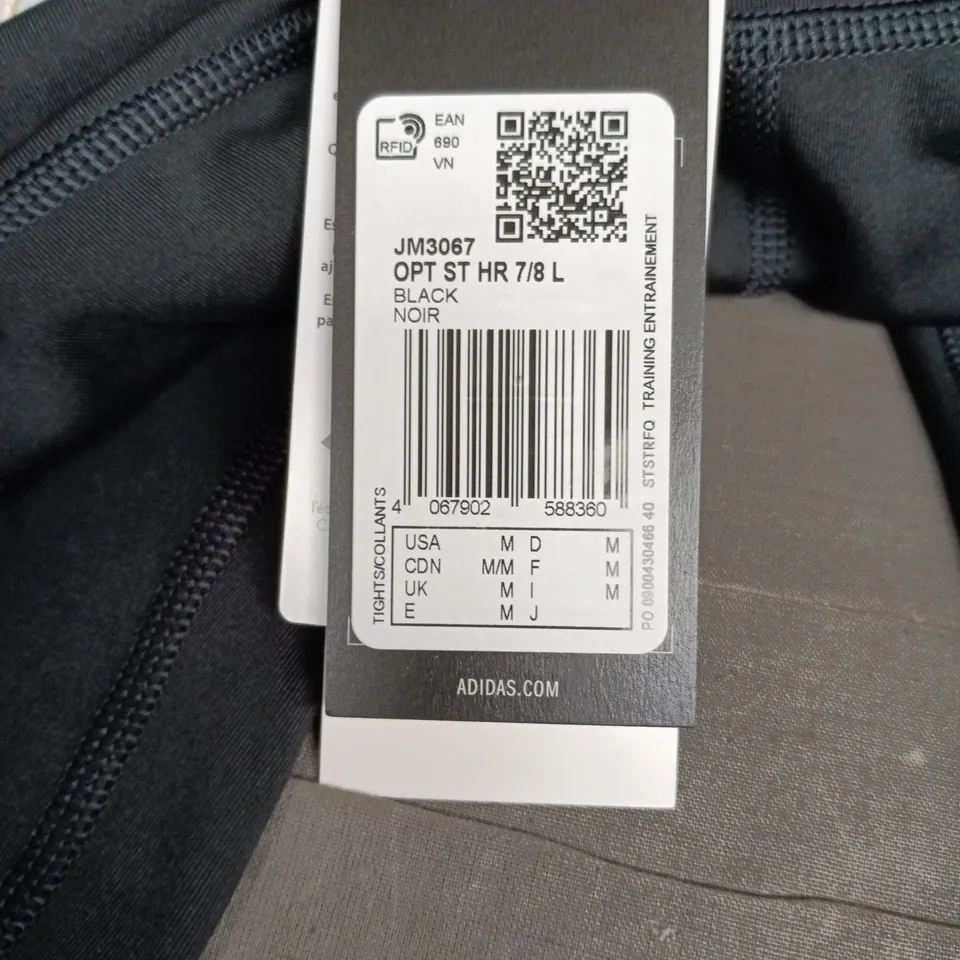 RFID
EAN
690
VN
JM3067
OPT ST HR 7/8 L
BLACK
NOIR
4 067902 588360
USA M D M
CDN M/M F M
UK M I M
E M J
TIGHTS/COLLANTS
PO 0900430466 40 STSTRFQ TRAINING ENTRAINEMENT
ADIDAS.COM